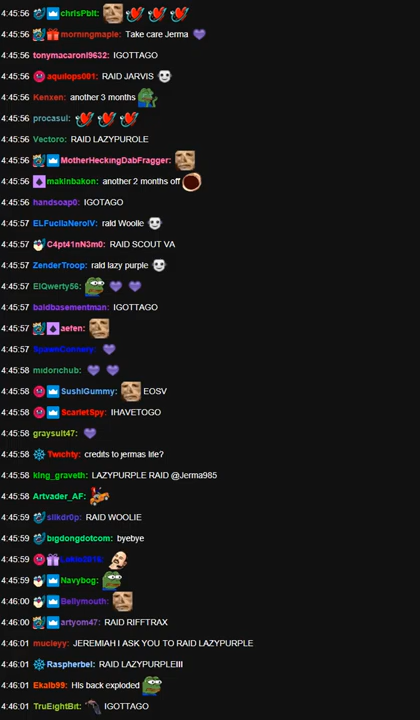 4:45:56 chrisPbit:
4:45:56 morningmaple: Take care Jerma
4:45:56 tonymacaroni9632: IGOTTAGO
4:45:56 aquilops001: RAID JARVIS
4:45:56 Kenxen: another 3 months
4:45:56 procasul:
4:45:56 Vectoro: RAID LAZYPUROLE
4:45:56 MotherHeckingDabFragger:
4:45:56 makinbakon: another 2 months off
4:45:56 handsoap0: IGOTAGO
4:45:57 ELFucilaNeroIV: raid Woolie
4:45:57 C4pt41nN3m0: RAID SCOUT VA
4:45:57 ZenderTroop: raid lazy purple
4:45:57 ElQwerty56:
4:45:57 baldbasementman: IGOTTAGO
4:45:57 aefen:
4:45:57 SpawnConnery:
4:45:58 midorichub:
4:45:58 SushiGummy: EOSV
4:45:58 ScarletSpy: IHAVETOGO
4:45:58 graysuit47:
4:45:58 Twichty: credits to jermas life?
4:45:58 king_graveth: LAZYPURPLE RAID @Jerma985
4:45:58 Artvader_AF:
4:45:59 slikdr0p: RAID WOOLIE
4:45:59 bigdongdotcom: byebye
4:45:59
4:45:59 Navybog:
4:46:00 Bellymouth:
4:46:00 artyom47: RAID RIFFTRAX
4:46:01 mucleyy: JEREMIAH I ASK YOU TO RAID LAZYPURPLE
4:46:01 Raspherbel: RAID LAZYPURPLEIII
4:46:01 Ekalb99: His back exploded
4:46:01 TruEightBit: IGOTTAGO